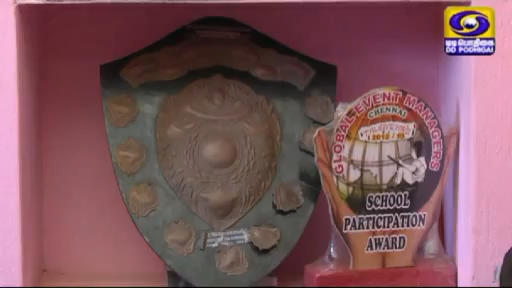 டிடி பொதிகை
DD PODHIGAI
GLOBAL EVENT MANAGERS
CHENNAI
SCHOOL
PARTICIPATION
AWARD